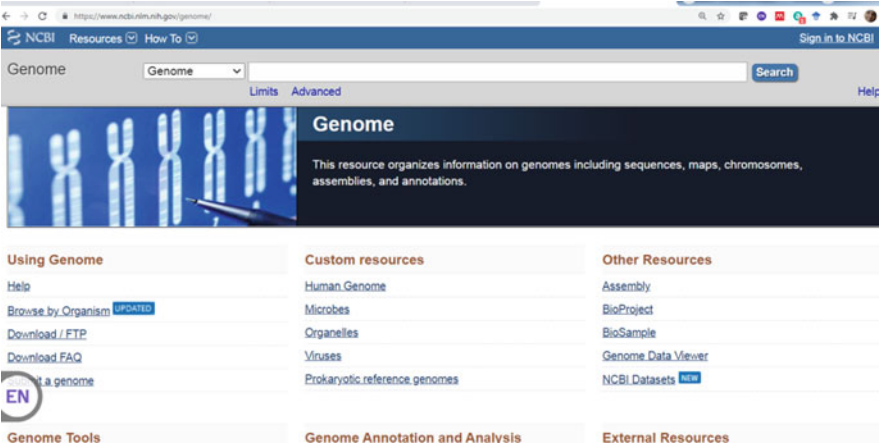 https://www.ncbi.nlm.nih.gov/genome/
NCBI Resources How To Sign in to NCBI
Genome Genome Search
Limits Advanced Help
Genome
This resource organizes information on genomes including sequences, maps, chromosomes,
assemblies, and annotations.
Using Genome
Help
Browse by Organism UPDATED
Download / FTP
Download FAQ
a genome
EN
Custom resources
Human Genome
Microbes
Organelles
Viruses
Prokaryotic reference genomes
Other Resources
Assembly
BioProject
BioSample
Genome Data Viewer
NCBI Datasets NEW
Genome Tools
Genome Annotation and Analysis
External Resources